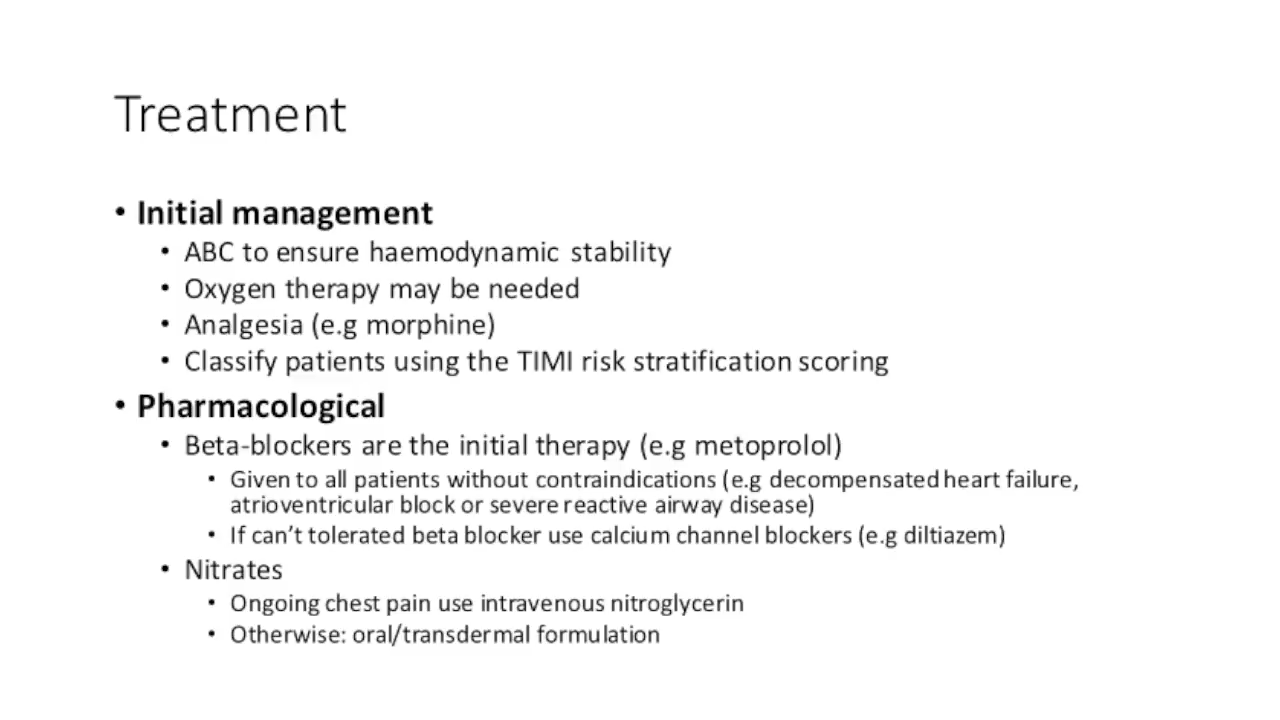 Treatment
• Initial management
• ABC to ensure haemodynamic stability
• Oxygen therapy may be needed
• Analgesia (e.g morphine)
• Classify patients using the TIMI risk stratification scoring
• Pharmacological
• Beta-blockers are the initial therapy (e.g metoprolol)
• Given to all patients without contraindications (e.g decompensated heart failure,
atrioventricular block or severe reactive airway disease)
• If can't tolerated beta blocker use calcium channel blockers (e.g diltiazem)
• Nitrates
• Ongoing chest pain use intravenous nitroglycerin
• Otherwise: oral/transdermal formulation